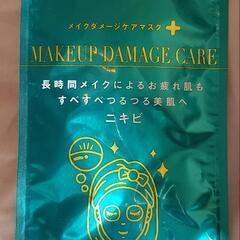 メイクダメージケアマスク+
MAKEUP DAMAGE CARE
長時間メイクによるお疲れ肌も
すべすべつるつる美肌へ
ニキビ